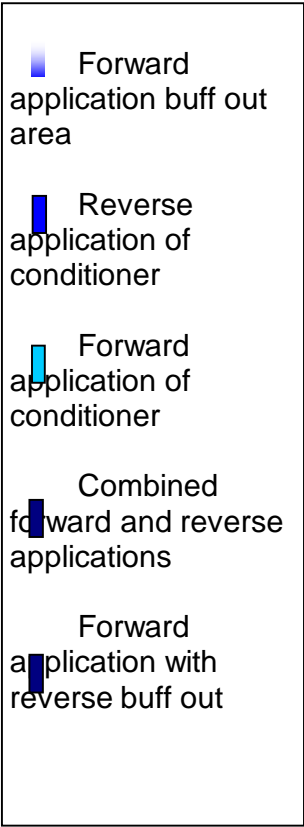 Forward
application buff out
area
Reverse
application of
conditioner
Forward
application of
conditioner
Combined
forward and reverse
applications
Forward
application with
reverse buff out